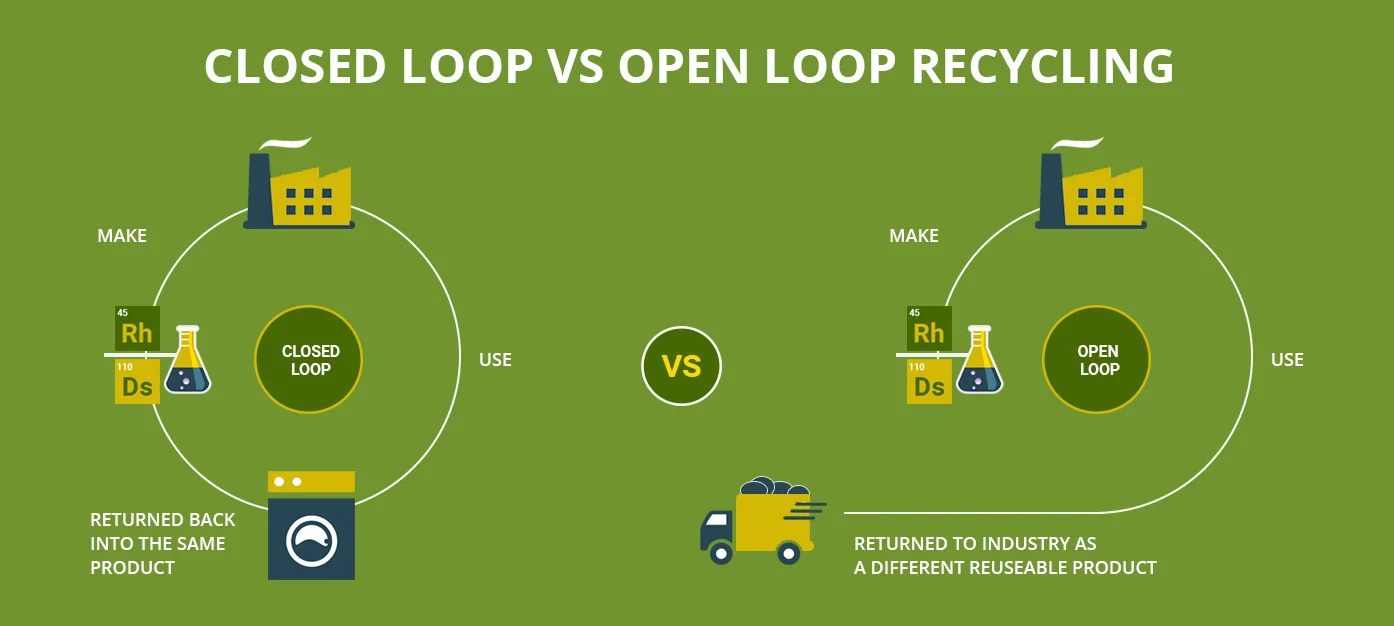 CLOSED LOOP VS OPEN LOOP RECYCLING
MAKE
45
Rh
110
Ds
CLOSED
LOOP
USE
RETURNED BACK
INTO THE SAME
PRODUCT
VS
MAKE
45
Rh
110
Ds
OPEN
LOOP
USE
RETURNED TO INDUSTRY AS
A DIFFERENT REUSEABLE PRODUCT